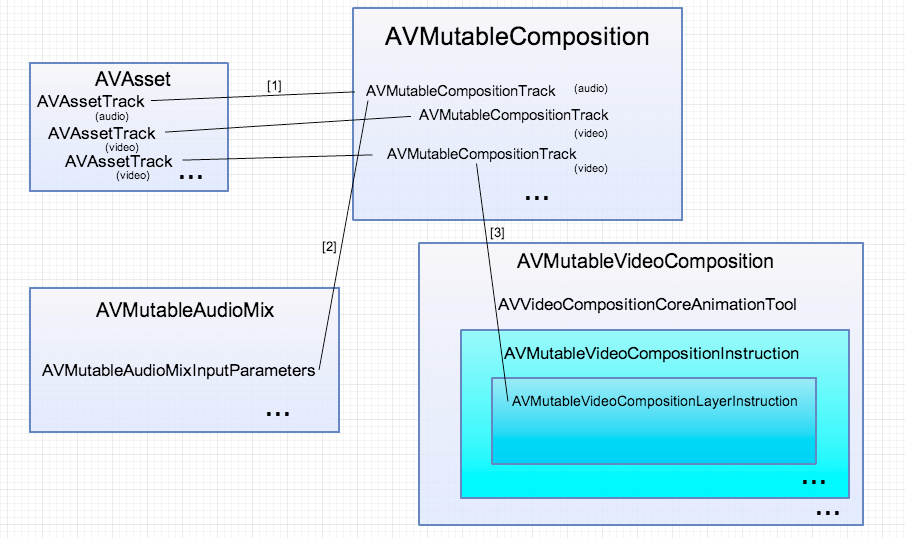 AVMutableComposition
AVAsset
AVAssetTrack
(audio)
AVAssetTrack
(video)
AVAssetTrack
(video)
...
[1]
AVMutableCompositionTrack
(audio)
AVMutableCompositionTrack
(video)
AVMutableCompositionTrack
(video)
...
[2]
[3]
AVMutableAudioMix
AVMutableAudioMixInputParameters
...
AVMutableVideoComposition
AVVideoCompositionCoreAnimationTool
AVMutableVideoCompositionInstruction
AVMutableVideoCompositionLayerInstruction
...
...